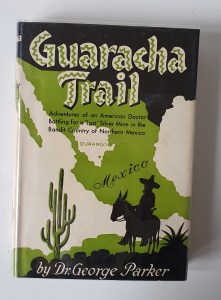 Guaracha
Trail
Adventures of an American Doctor
Battling for a Lost Silver Mine in the
Bandit Country of Northern Mexico
DURANGO
Mexico
by Dr. George Parker